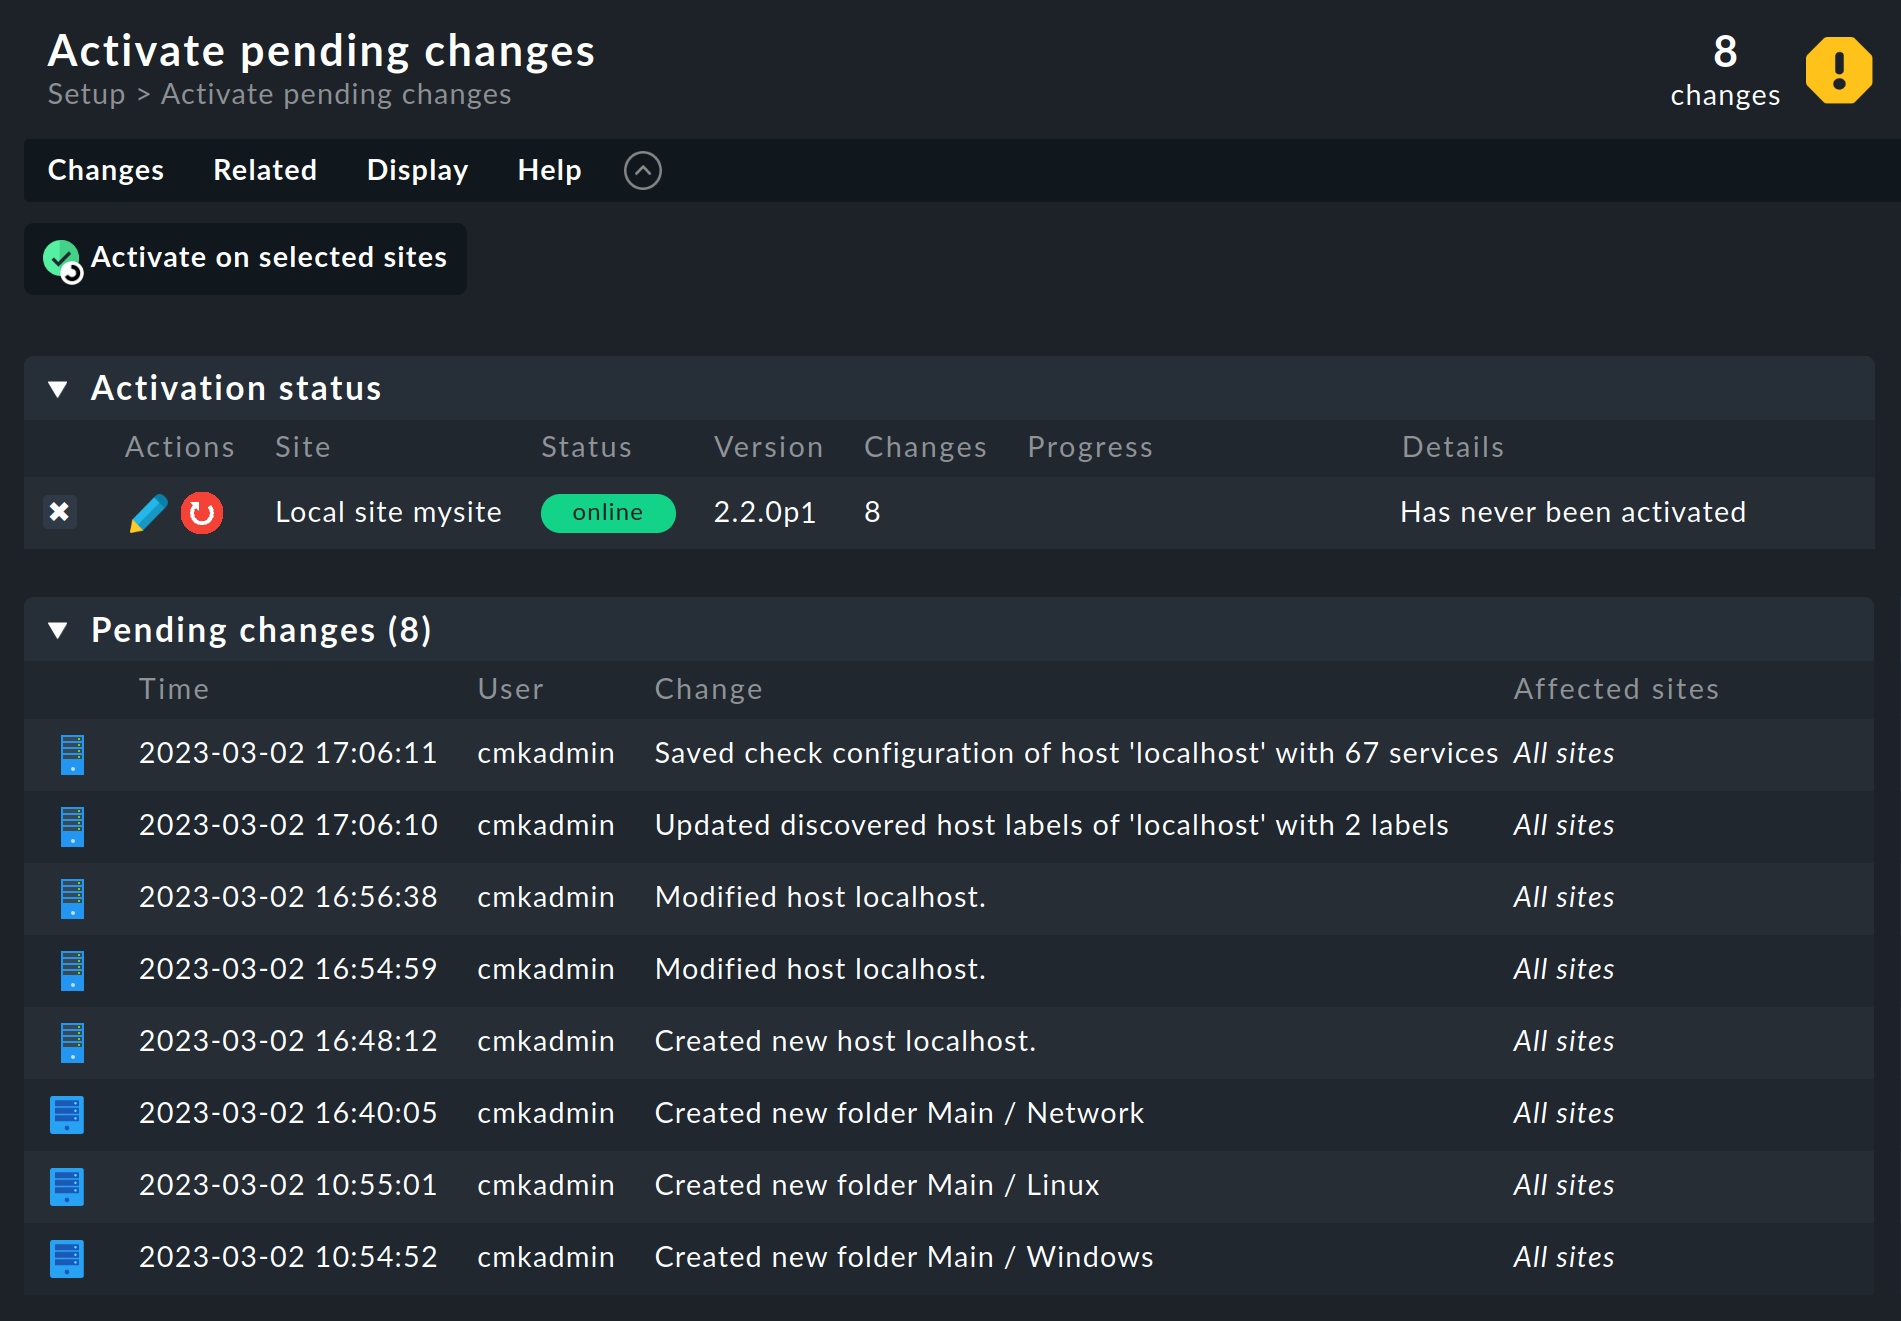 Activate pending changes
Setup > Activate pending changes
8
changes
Changes Related Display Help
Activate on selected sites
Activation status
Actions Site Status Version Changes Progress Details
Local site mysite online 2.2.0p1 8 Has never been activated
Pending changes (8)
Time User Change Affected sites
2023-03-02 17:06:11 cmkadmin Saved check configuration of host 'localhost' with 67 services All sites
2023-03-02 17:06:10 cmkadmin Updated discovered host labels of 'localhost' with 2 labels All sites
2023-03-02 16:56:38 cmkadmin Modified host localhost. All sites
2023-03-02 16:54:59 cmkadmin Modified host localhost. All sites
2023-03-02 16:48:12 cmkadmin Created new host localhost. All sites
2023-03-02 16:40:05 cmkadmin Created new folder Main / Network All sites
2023-03-02 10:55:01 cmkadmin Created new folder Main / Linux All sites
2023-03-02 10:54:52 cmkadmin Created new folder Main / Windows All sites